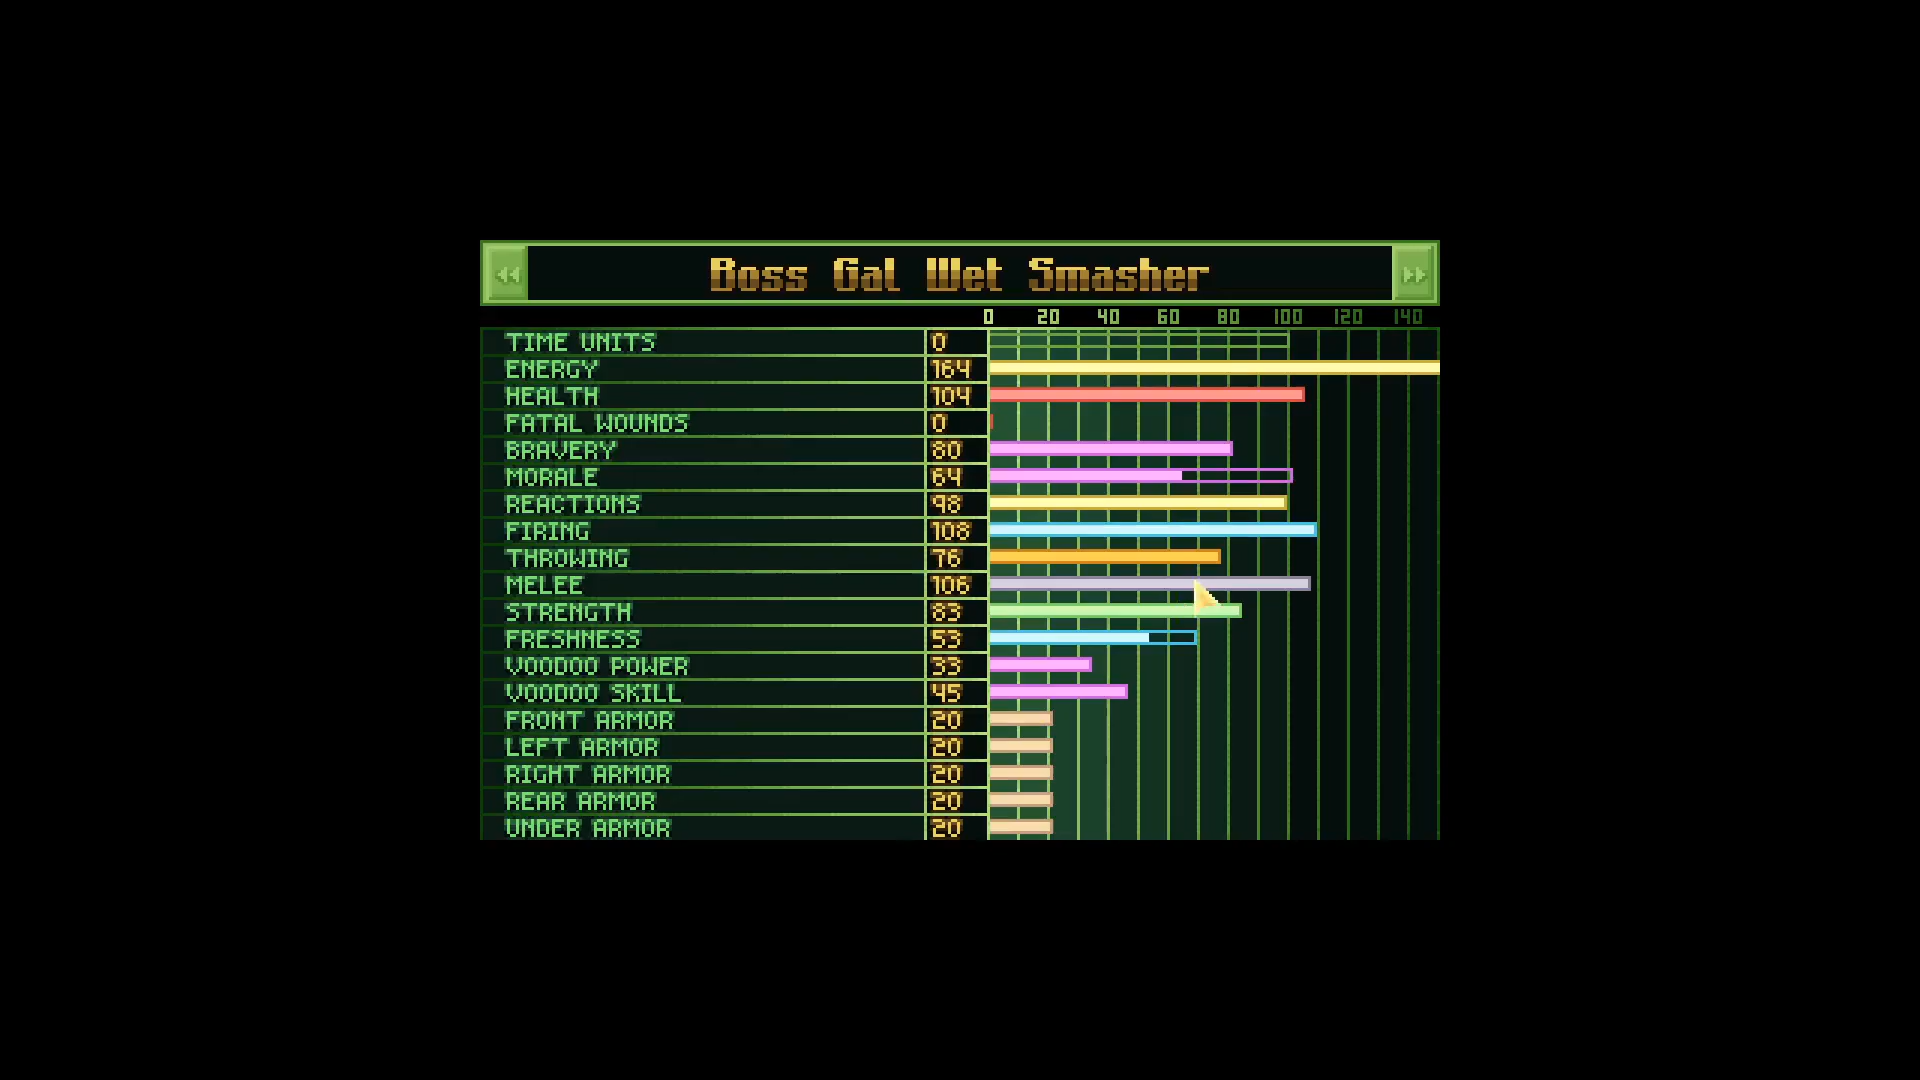 Boss Gal Wet Smasher
0 20 40 60 80 100 120 140
TIME UNITS 0
ENERGY 164
HEALTH 104
FATAL WOUNDS 0
BRAVERY 80
MORALE 64
REACTIONS 98
FIRING 108
THROWING 76
MELEE 106
STRENGTH 83
FRESHNESS 53
VOODOO POWER 33
VOODOO SKILL 45
FRONT ARMOR 20
LEFT ARMOR 20
RIGHT ARMOR 20
REAR ARMOR 20
UNDER ARMOR 20